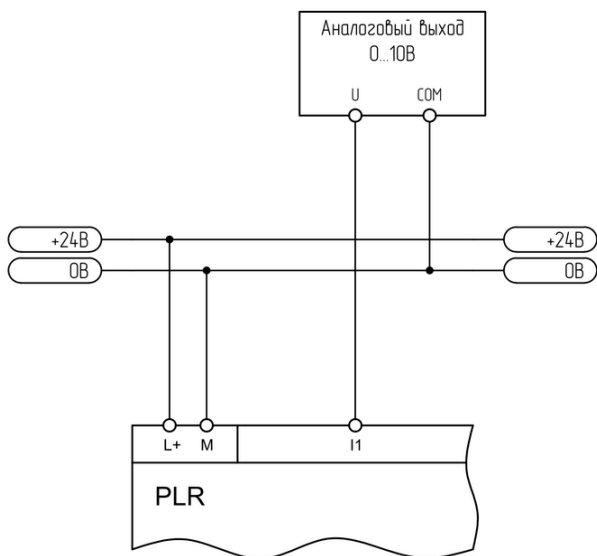 Аналоговый выход
0...10В
U COM
+24В +24В
0В 0В
L+ M I1
PLR